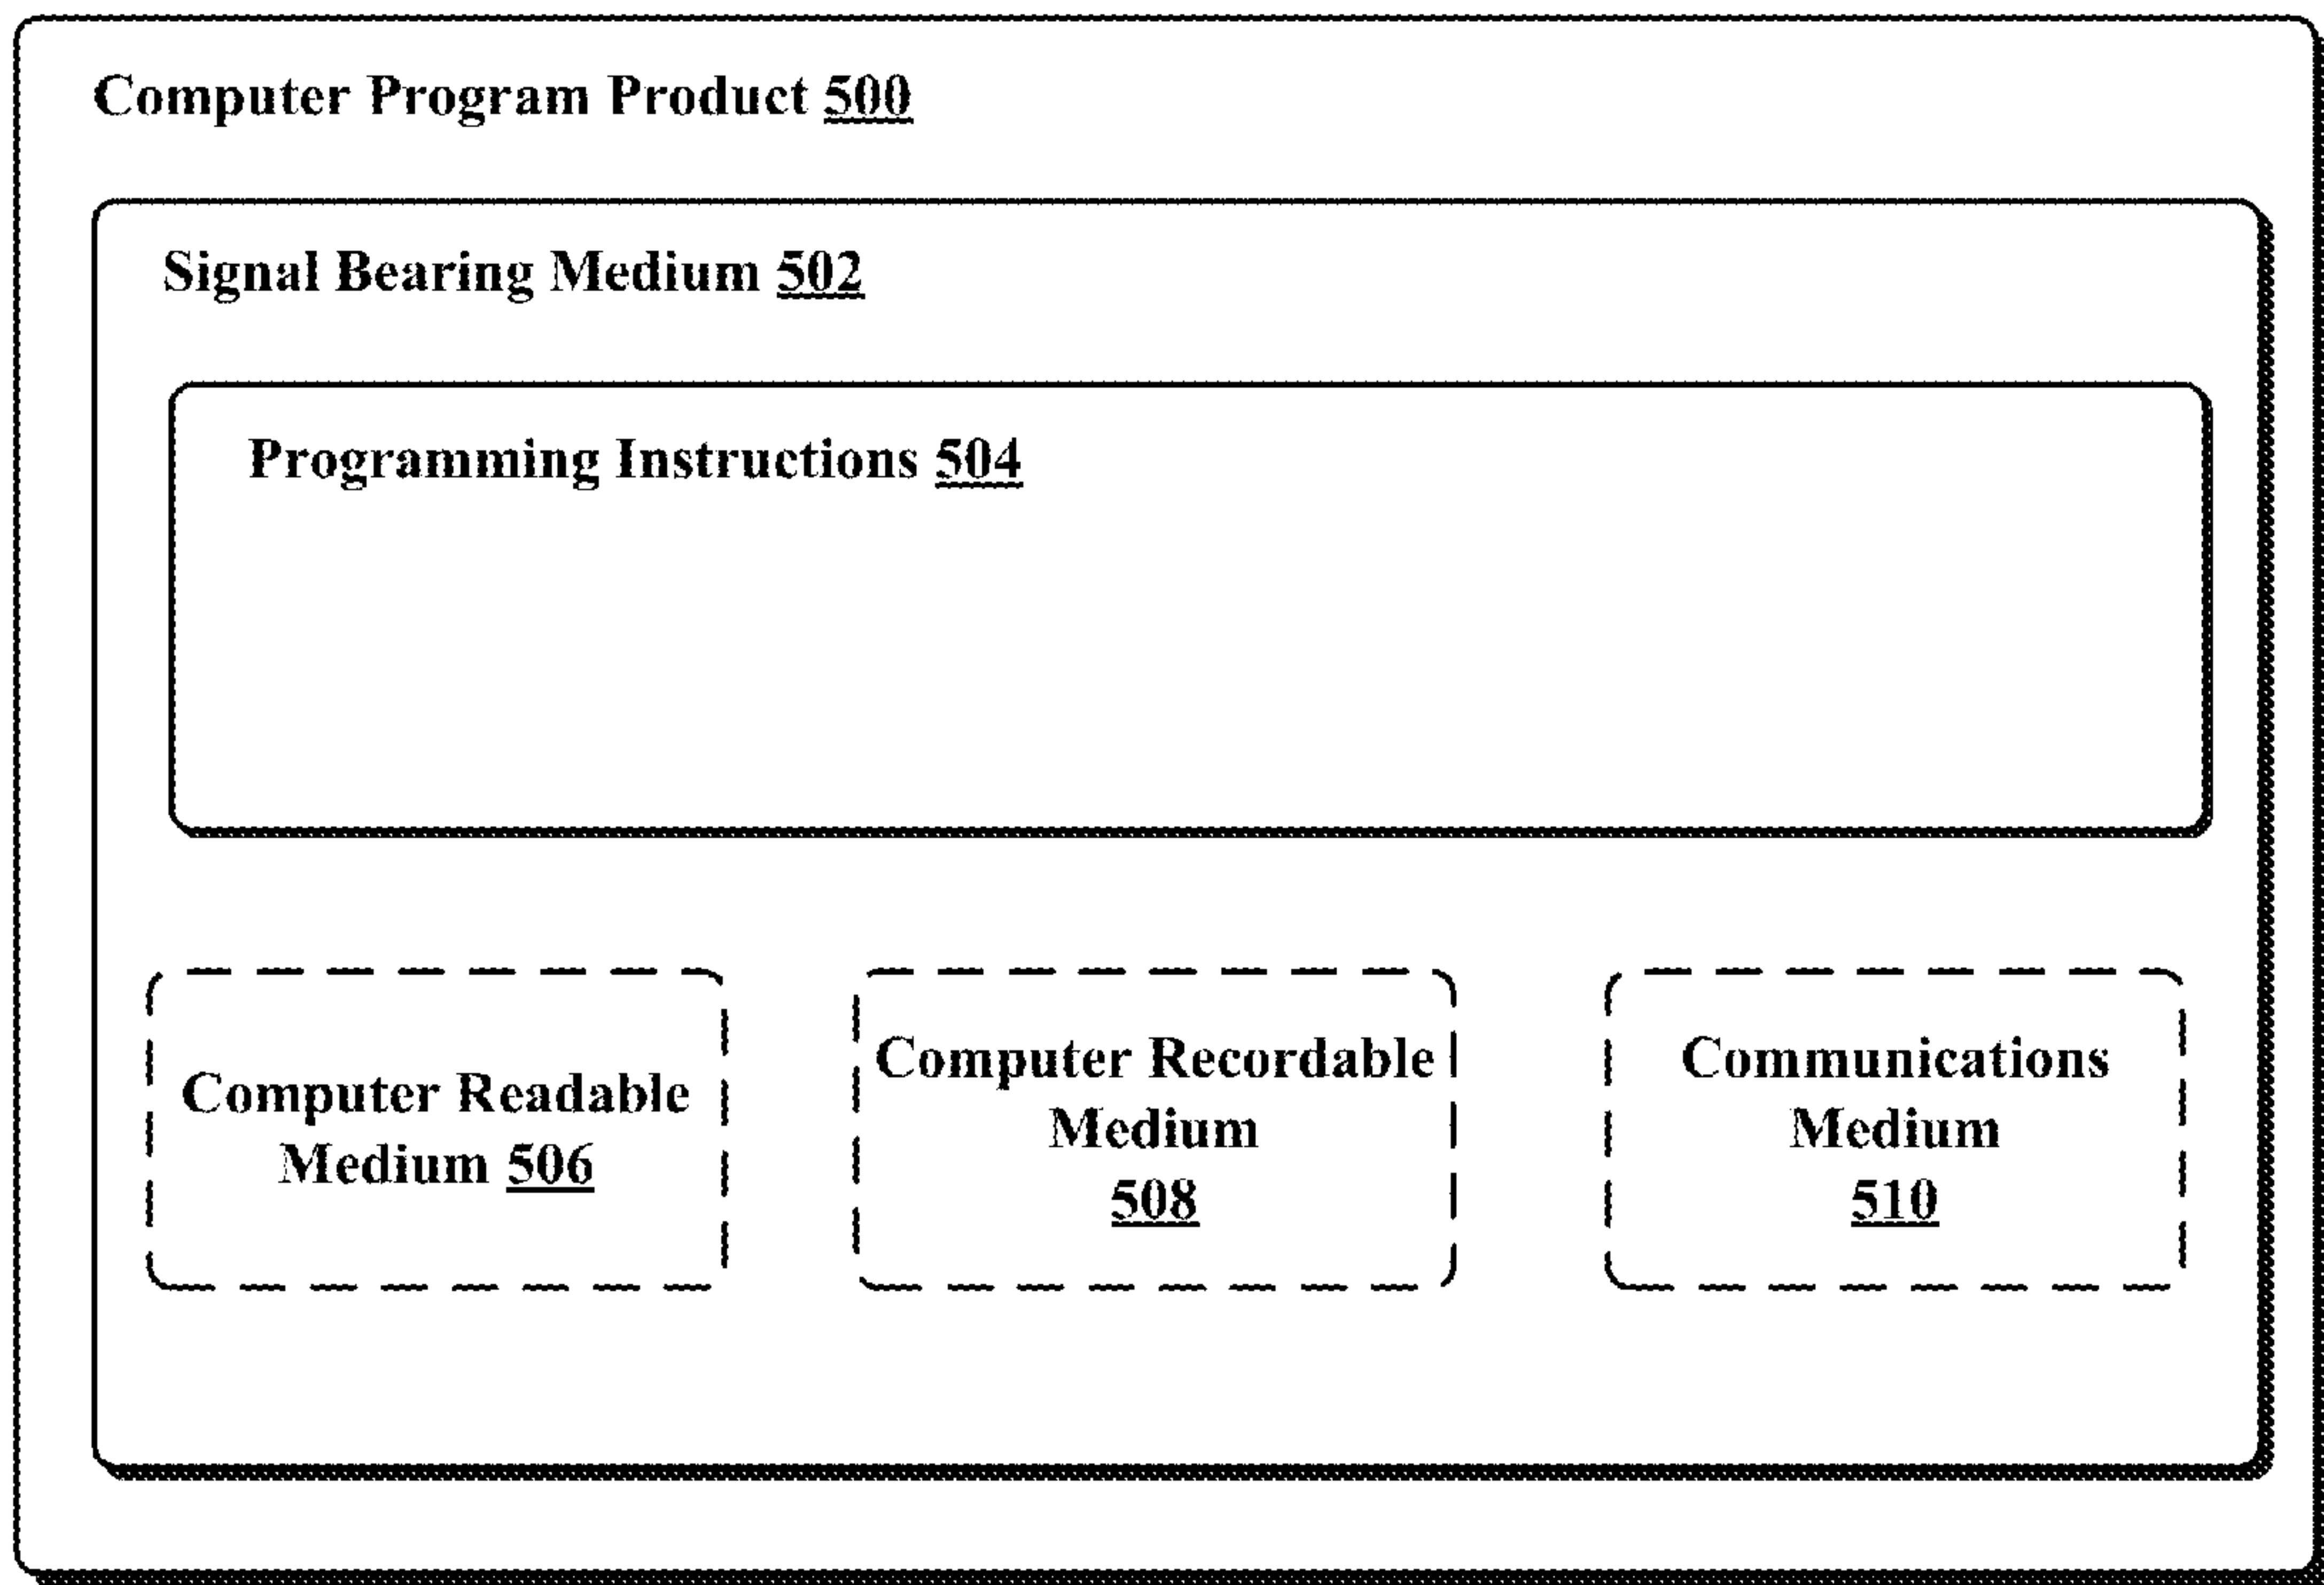 Computer Program Product 500
Signal Bearing Medium 502
Programming Instructions 504
Computer Readable
Medium 506
Computer Recordable
Medium
508
Communications
Medium
510